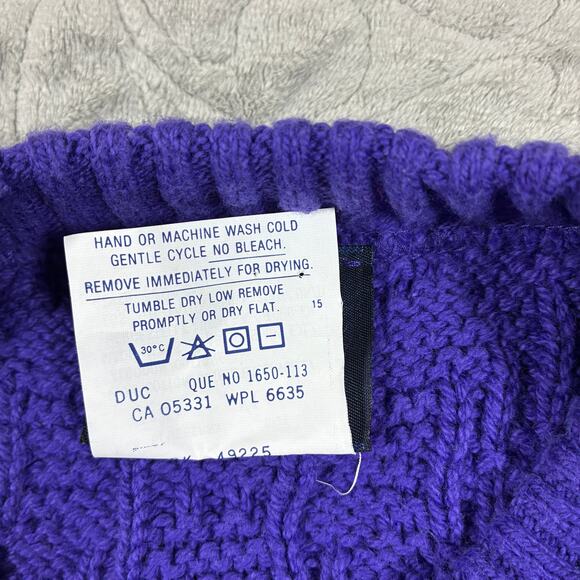 HAND OR MACHINE WASH COLD
GENTLE CYCLE NO BLEACH.
REMOVE IMMEDIATELY FOR DRYING.
TUMBLE DRY LOW REMOVE
PROMPTLY OR DRY FLAT. 15
30°C
DUC QUE NO 1650-113
CA 05331 WPL 6635
49225